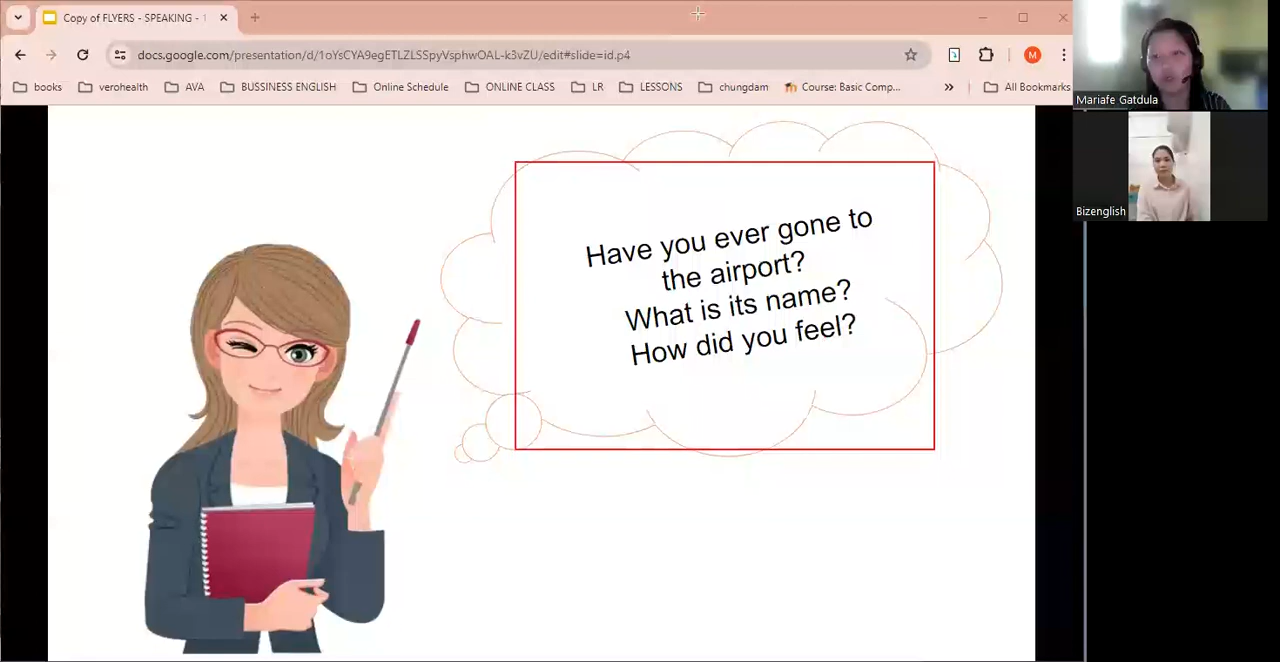 Copy of FLYERS - SPEAKING - 1
docs.google.com/presentation/d/1oYsCYA9egETLZLSSpyVsphwOAL-k3vZU/edit#slide=id.p4
M
books
verohealth
AVA
BUSSINESS ENGLISH
Online Schedule
ONLINE CLASS
LR
LESSONS
chungdam
Course: Basic Comp...
All Bookmarks
Mariafe Gatdula
Bizenglish
Have you ever gone to
the airport?
What is its name?
How did you feel?